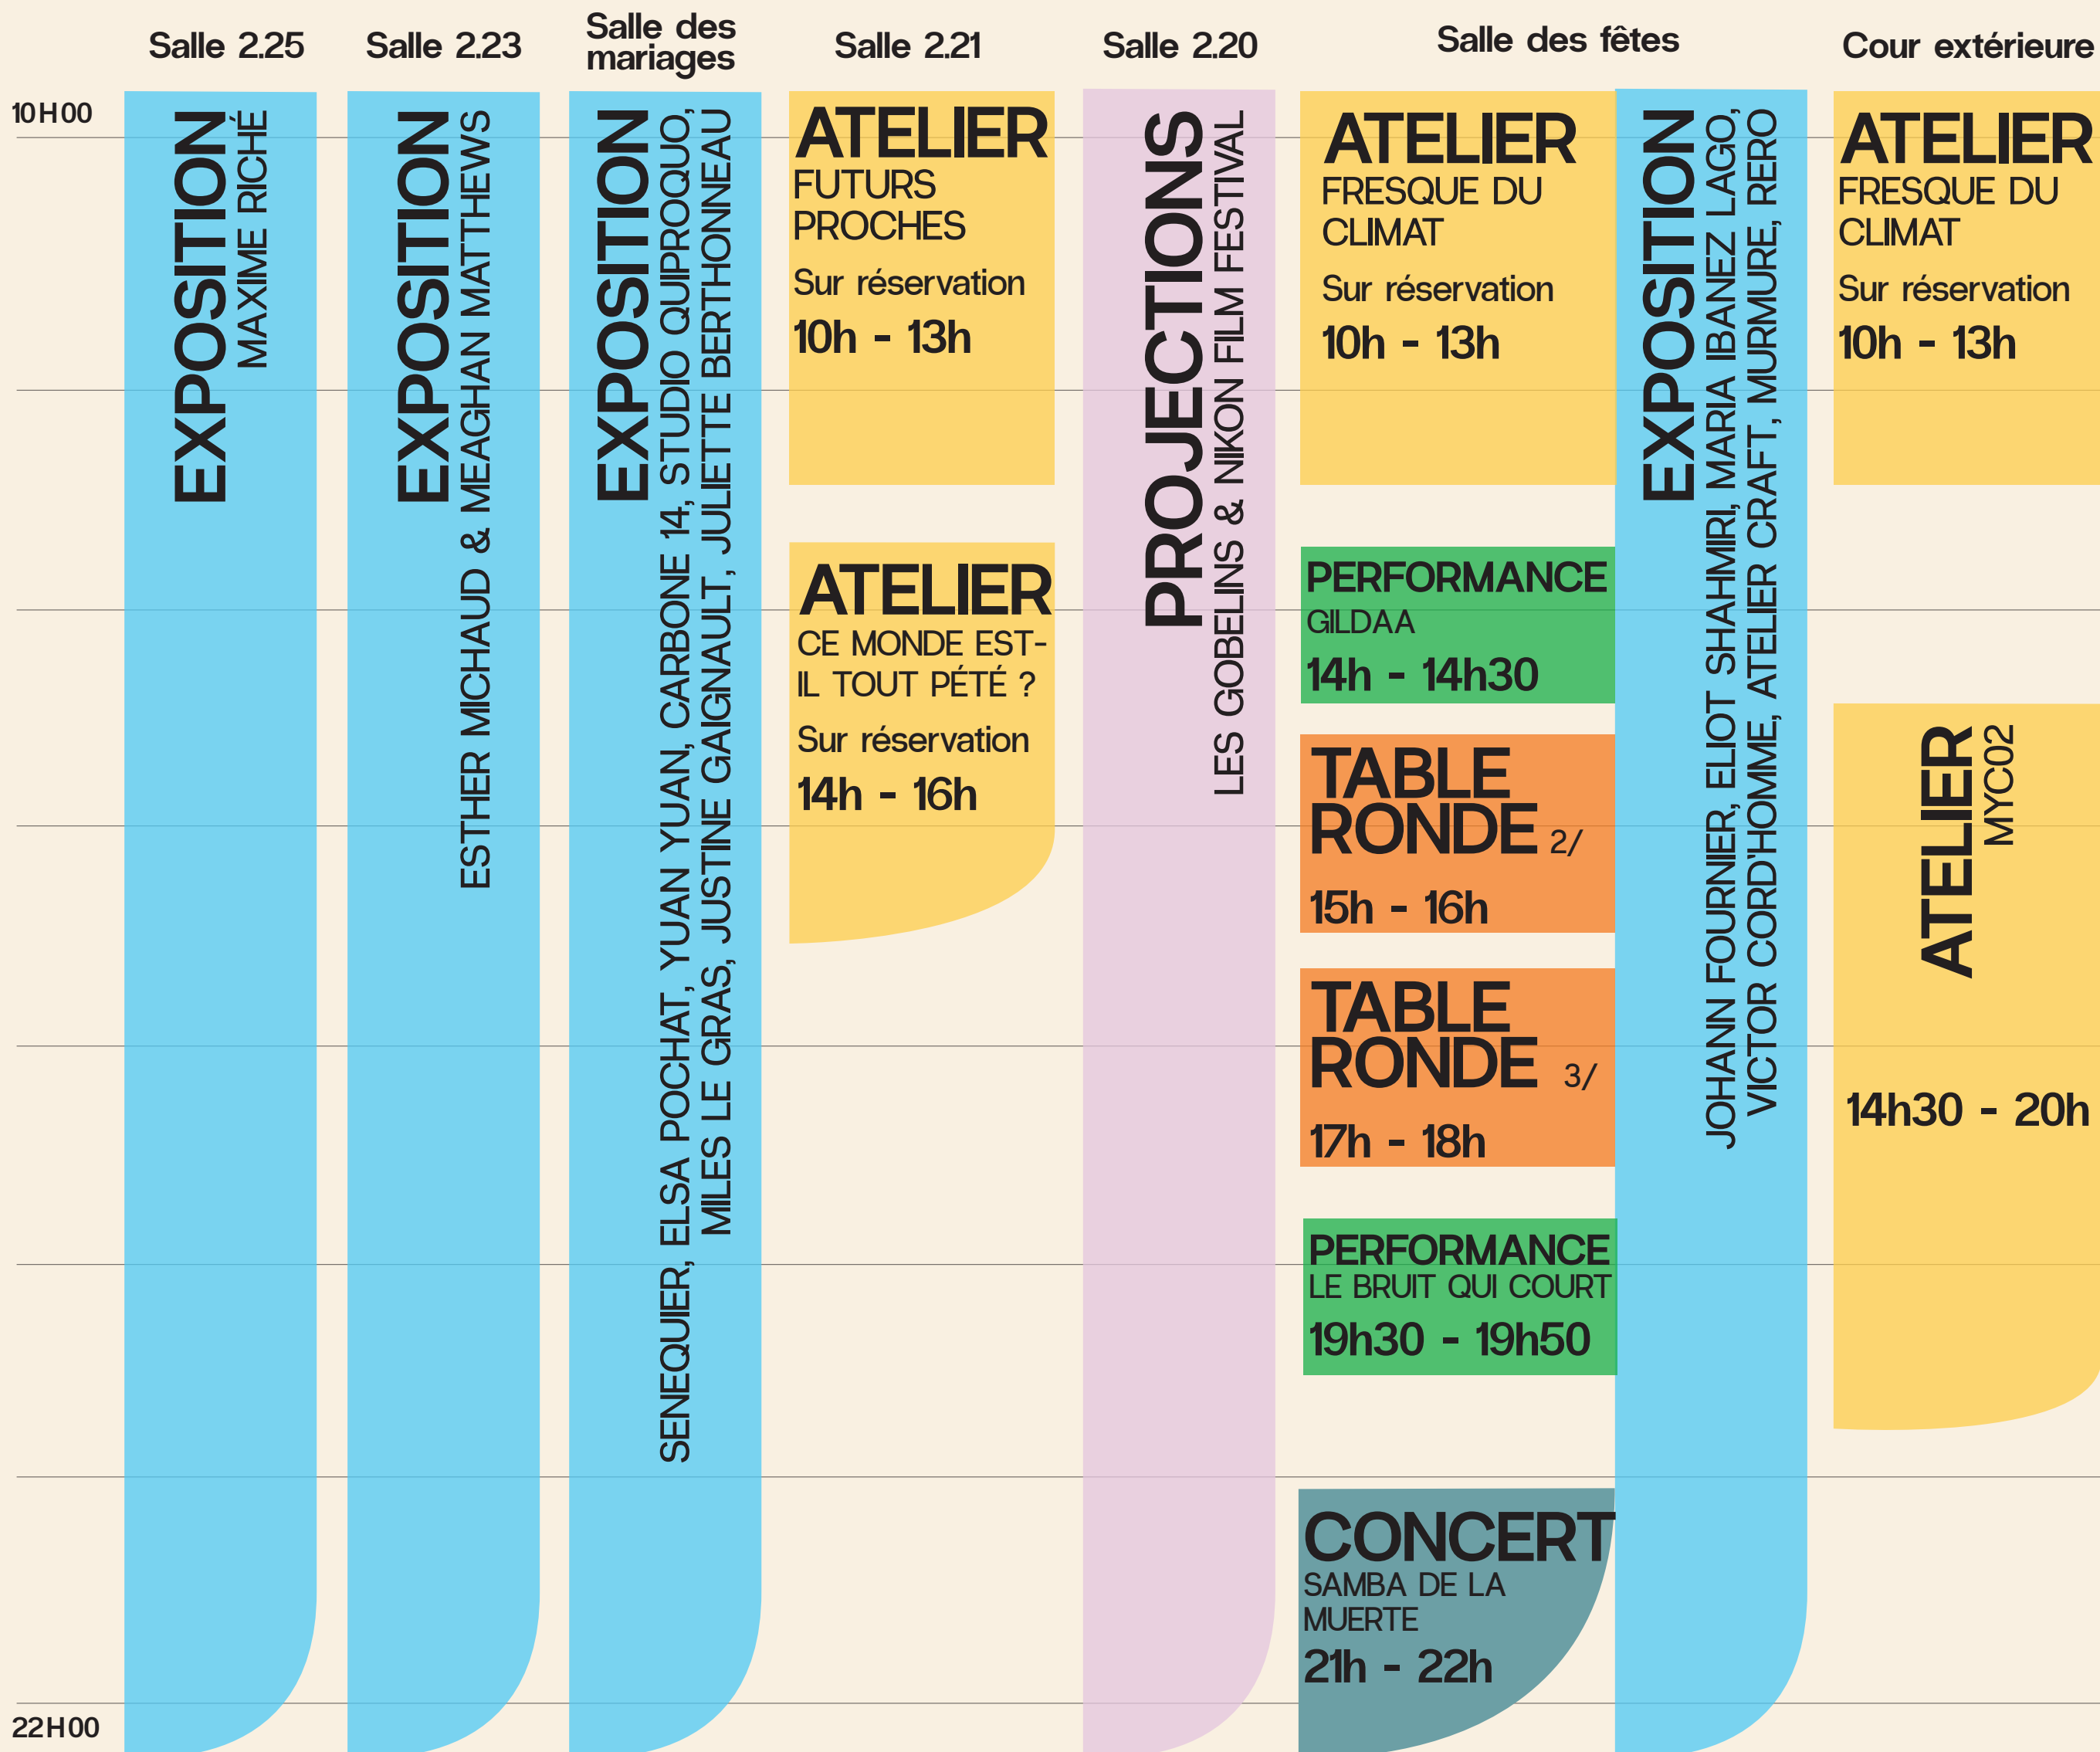 Salle 2.25
Salle 2.23
Salle des
mariages
Salle 2.21
Salle 2.20
Salle des fêtes
Cour extérieure
10H00
EXPOSITION
MAXIME RICHÉ
EXPOSITION
ESTHER MICHAUD & MEAGHAN MATTHEWS
EXPOSITION
SENEQUIER, ELSA POCHAT, YUAN YUAN, CARBONE 14, STUDIO QUIPROQUO,
MILES LE GRAS, JUSTINE GAIGNAULT, JULIETTE BERTHONNEAU
ATELIER
FUTURS
PROCHES
Sur réservation
10h - 13h
ATELIER
CE MONDE EST-
IL TOUT PÉTÉ ?
Sur réservation
14h - 16h
PROJECTIONS
LES GOBELINS & NIKON FILM FESTIVAL
ATELIER
FRESQUE DU
CLIMAT
Sur réservation
10h - 13h
PERFORMANCE
GILDAA
14h - 14h30
TABLE
RONDE 2/
15h - 16h
TABLE
RONDE 3/
17h - 18h
PERFORMANCE
LE BRUIT QUI COURT
19h30 - 19h50
CONCERT
SAMBA DE LA
MUERTE
21h - 22h
EXPOSITION
JOHANN FOURNIER, ELIOT SHAHMIRI, MARIA IBANEZ LAGO,
VICTOR CORD'HOMME, ATELIER CRAFT, MURMURE, RERO
ATELIER
FRESQUE DU
CLIMAT
Sur réservation
10h - 13h
ATELIER
MYC02
14h30 - 20h
22H00